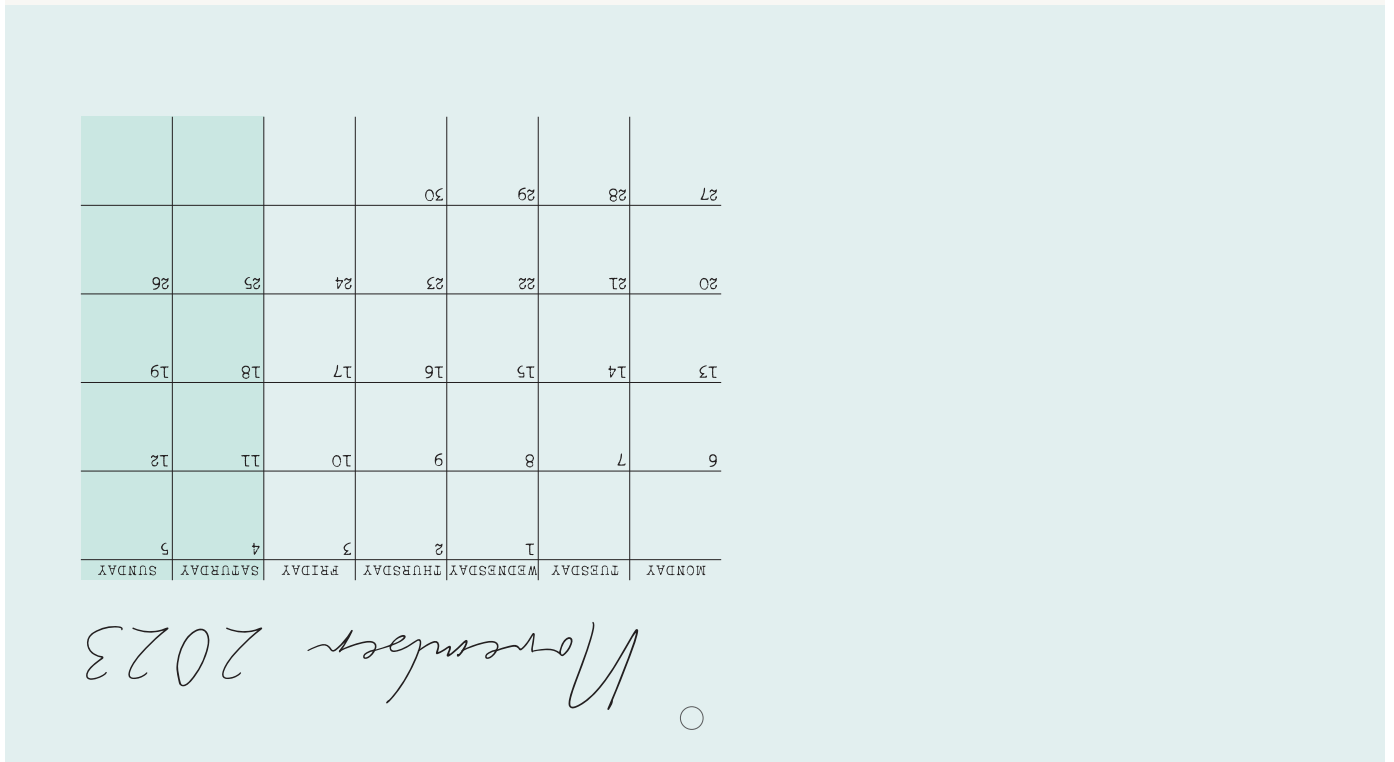 November 2023
MONDAY TUESDAY WEDNESDAY THURSDAY FRIDAY SATURDAY SUNDAY
1 2 3 4 5
6 7 8 9 10 11 12
13 14 15 16 17 18 19
20 21 22 23 24 25 26
27 28 29 30